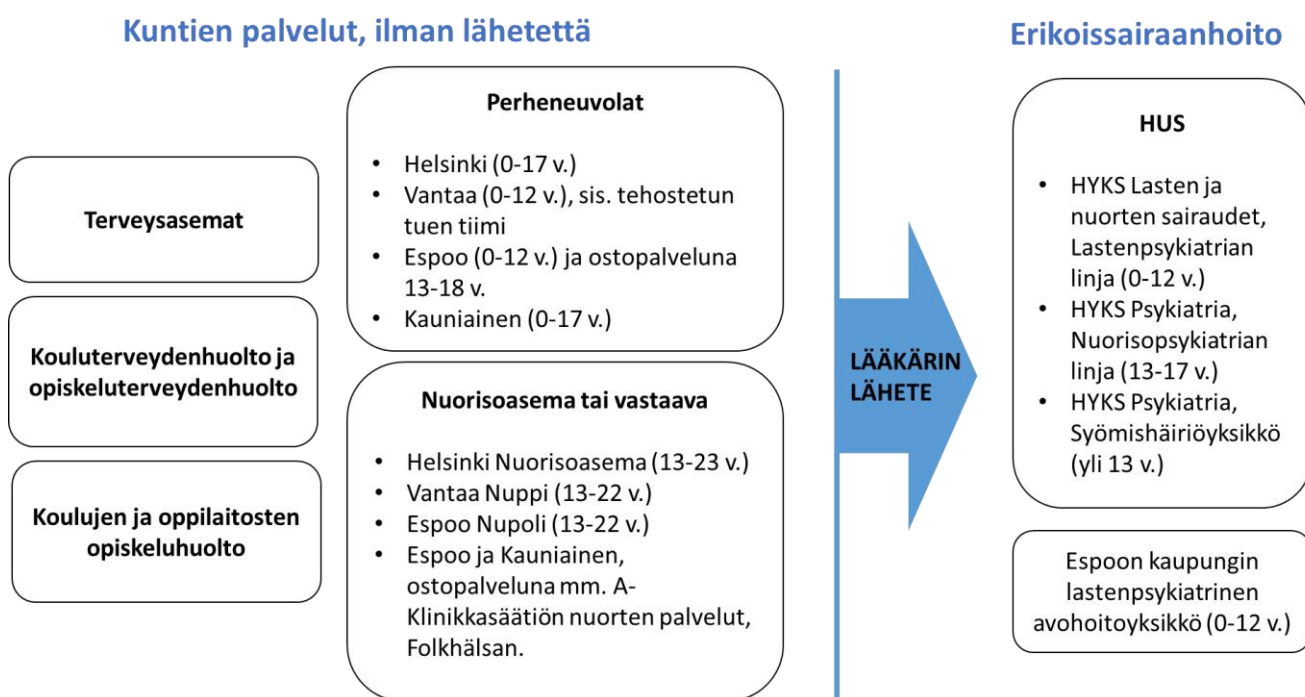 Kuntien palvelut, ilman lähetettä
Terveysasemat
Kouluterveydenhuolto ja
opiskeluterveydenhuolto
Koulujen ja oppilaitosten
opiskeluhuolto
Perheneuvolat
• Helsinki (0-17 v.)
• Vantaa (0-12 v.), sis. tehostetun
tuen tiimi
• Espoo (0-12 v.) ja ostopalveluna
13-18 v.
• Kauniainen (0-17 v.)
Nuorisoasema tai vastaava
• Helsinki Nuorisoasema (13-23 v.)
• Vantaa Nuppi (13-22 v.)
• Espoo Nupoli (13-22 v.)
• Espoo ja Kauniainen,
ostopalveluna mm. A-
Klinikkasäätiön nuorten palvelut,
Folkhälsan.
LÄÄKÄRIN
LÄHETE
Erikoissairaanhoito
HUS
• HYKS Lasten ja
nuorten sairaudet,
Lastenpsykiatrian
linja (0-12 v.)
• HYKS Psykiatria,
Nuorisopsykiatrian
linja (13-17 v.)
• HYKS Psykiatria,
Syömishäiriöyksikkö
(yli 13 v.)
Espoon kaupungin
lastenpsykiatrinen
avohoitoyksikkö (0-12 v.)